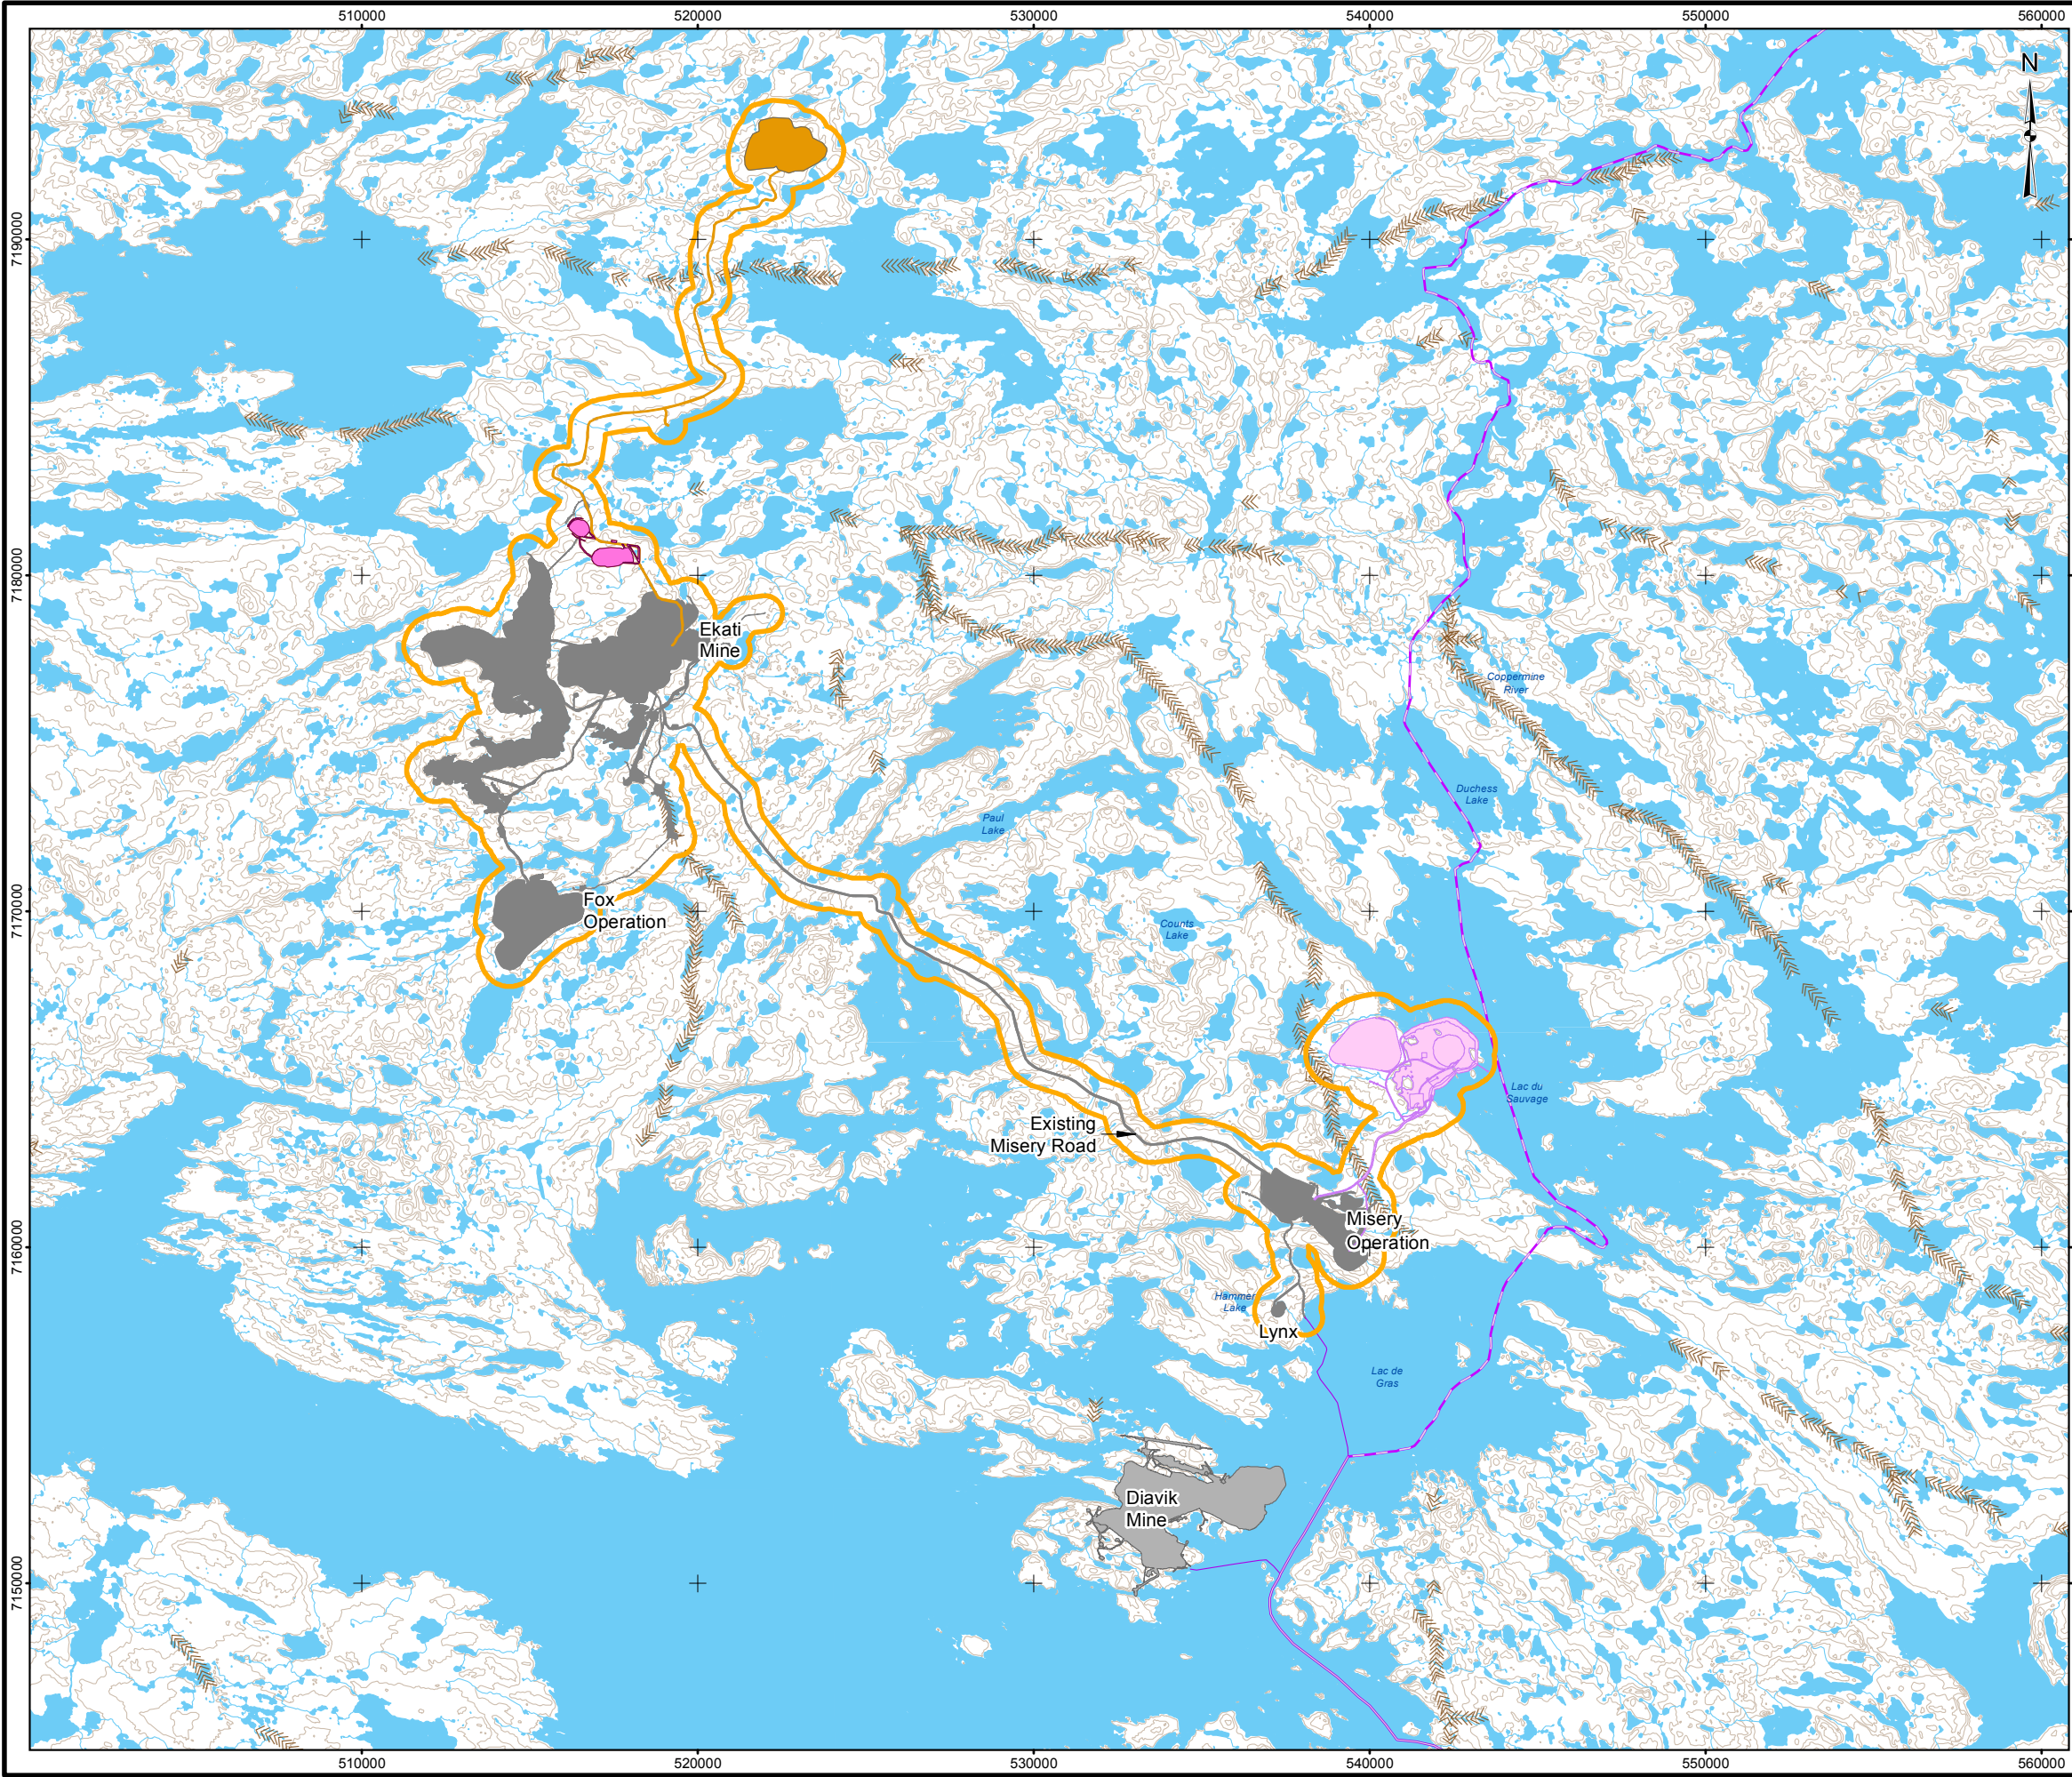 510000
520000
530000
540000
550000
560000
N
7190000
7180000
7170000
7160000
7150000
Ekati
Mine
Coppermine
River
Duchess
Lake
Paul
Lake
Fox
Operation
Counts
Lake
Lac du
Sauvage
Existing
Misery Road
Misery
Operation
Hammer
Lake
Lynx
Lac de
Gras
Diavik
Mine
510000
520000
530000
540000
550000
560000